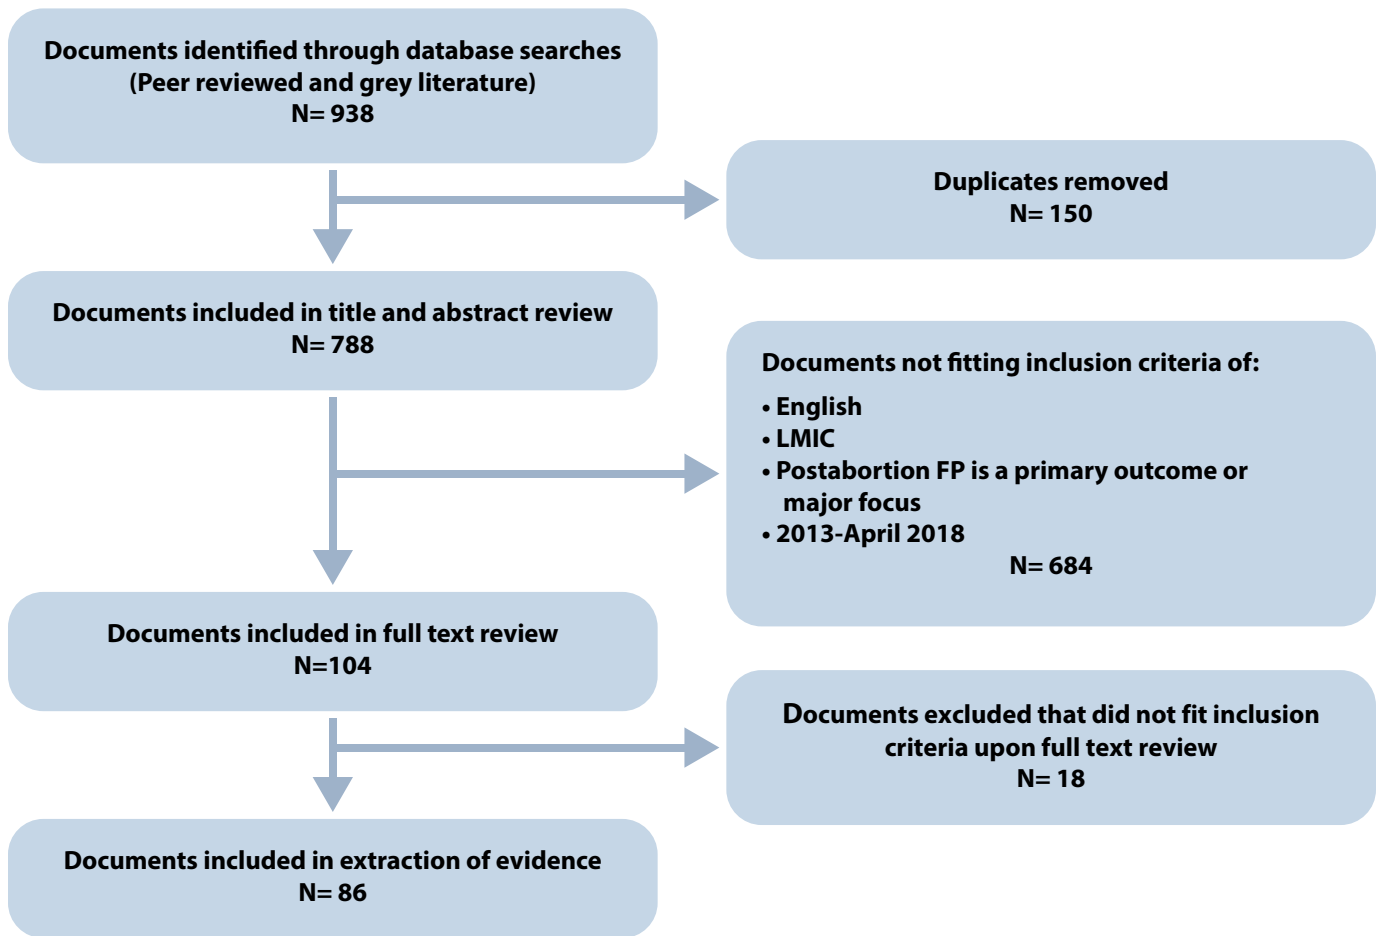 Documents identified through database searches
(Peer reviewed and grey literature)
N= 938
Duplicates removed
N= 150
Documents included in title and abstract review
N= 788
Documents not fitting inclusion criteria of:
• English
• LMIC
• Postabortion FP is a primary outcome or
major focus
• 2013-April 2018
N= 684
Documents included in full text review
N=104
Documents excluded that did not fit inclusion
criteria upon full text review
N= 18
Documents included in extraction of evidence
N= 86